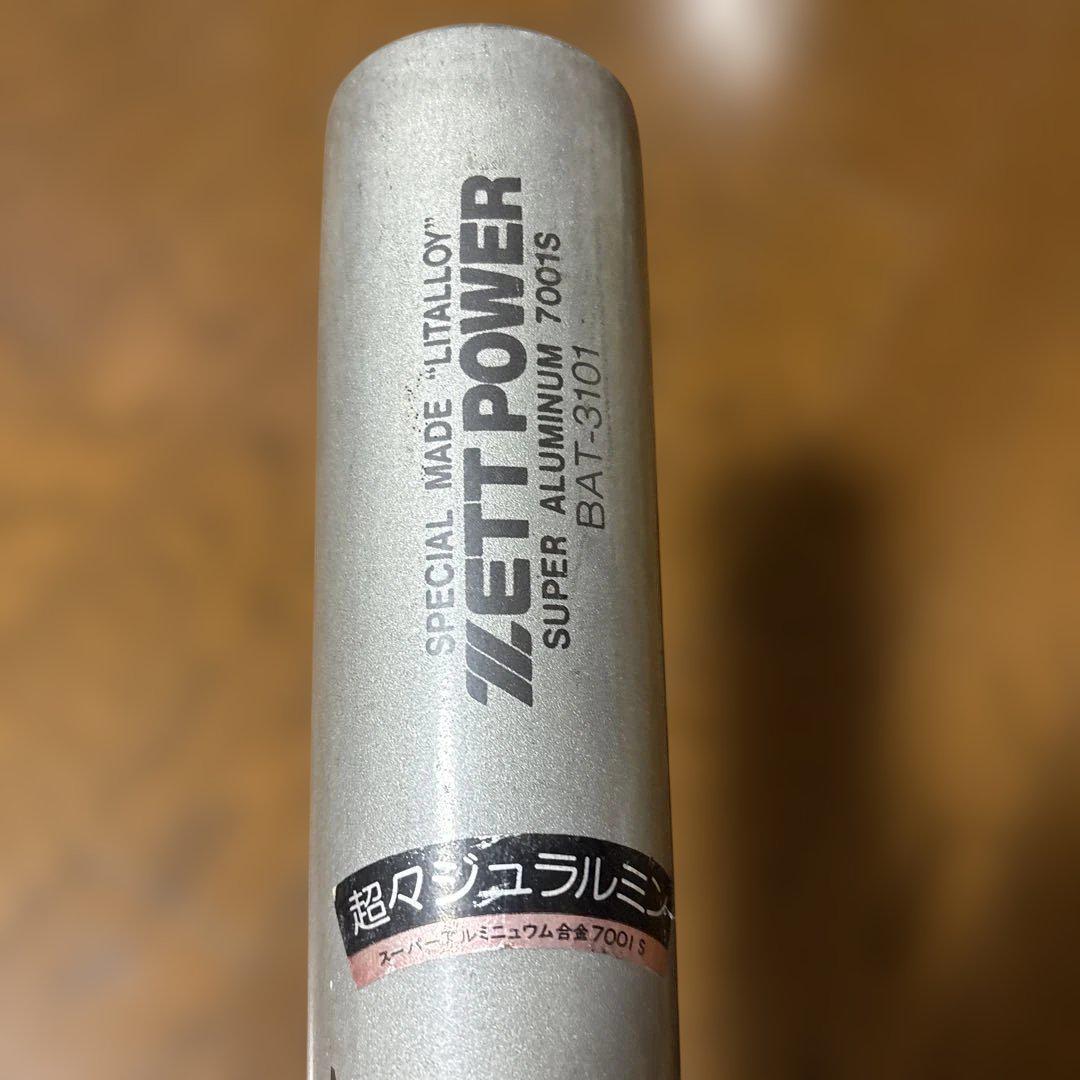 SPECIAL MADE "LITALLOY"
ZETT POWER
SUPER ALUMINUM 7001S
BAT-3101
超々ジュラルミン
スーパーアルミニュウム合金7001S